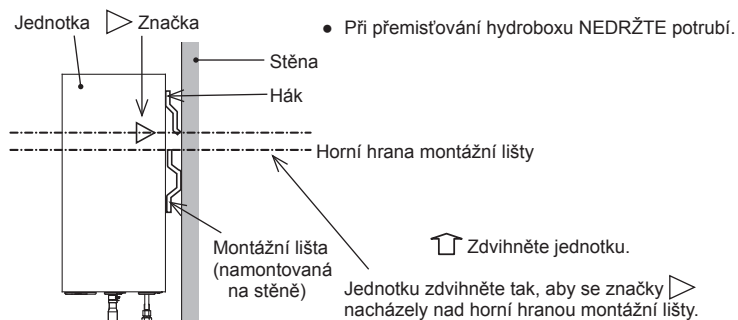 Jednotka ▷ Značka
● Při přemisťování hydroboxu NEDRŽTE potrubí.
Stěna
Hák
Horní hrana montážní lišty
Montážní lišta
(namontovaná
na stěně)
⇧ Zdvihněte jednotku.
Jednotku zdvihněte tak, aby se značky ▷
nacházely nad horní hranou montážní lišty.